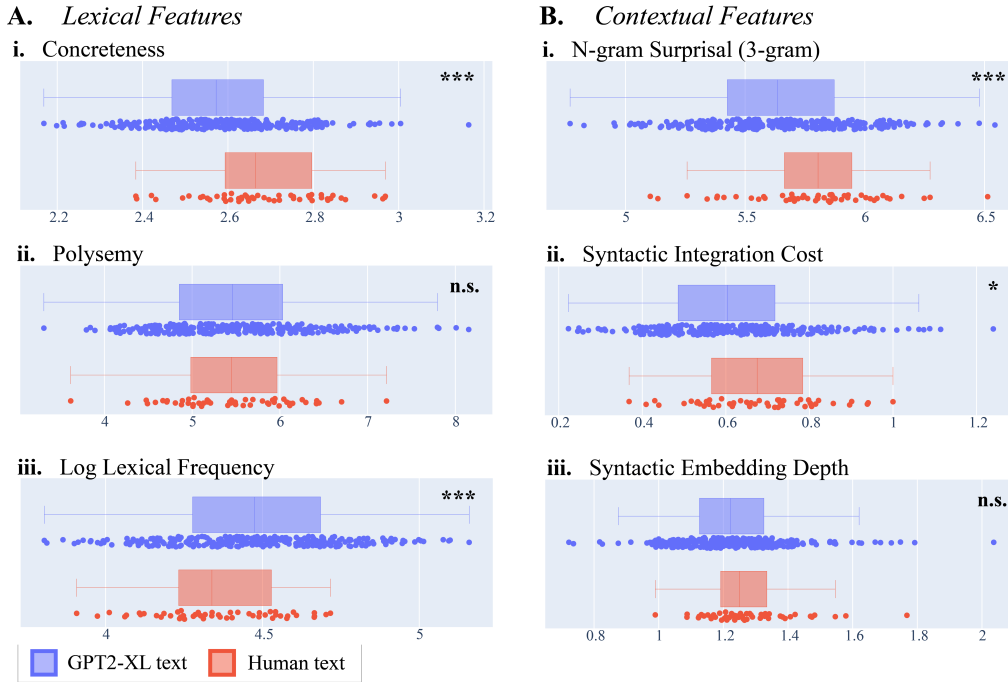 A. Lexical Features
i. Concreteness
***
2.2 2.4 2.6 2.8 3 3.2
ii. Polysemy
n.s.
4 5 6 7 8
iii. Log Lexical Frequency
***
4 4.5 5
GPT2-XL text Human text
B. Contextual Features
i. N-gram Surprisal (3-gram)
***
5 5.5 6 6.5
ii. Syntactic Integration Cost
*
0.2 0.4 0.6 0.8 1 1.2
iii. Syntactic Embedding Depth
n.s.
0.8 1 1.2 1.4 1.6 1.8 2